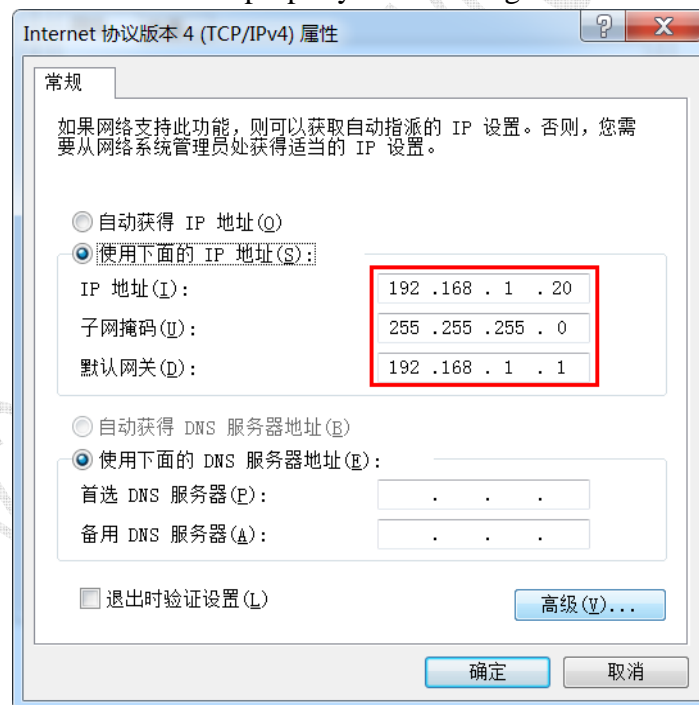 Internet 协议版本 4 (TCP/IPv4) 属性
常规
如果网络支持此功能，则可以获取自动指派的 IP 设置。否则，您需
要从网络系统管理员处获得适当的 IP 设置。
自动获得 IP 地址(O)
使用下面的 IP 地址(S):
IP 地址(I): 192 .168 . 1 . 20
子网掩码(U): 255 .255 .255 . 0
默认网关(D): 192 .168 . 1 . 1
自动获得 DNS 服务器地址(B)
使用下面的 DNS 服务器地址(E):
首选 DNS 服务器(P): . . .
备用 DNS 服务器(A): . . .
退出时验证设置(L)
高级(V)...
确定 取消